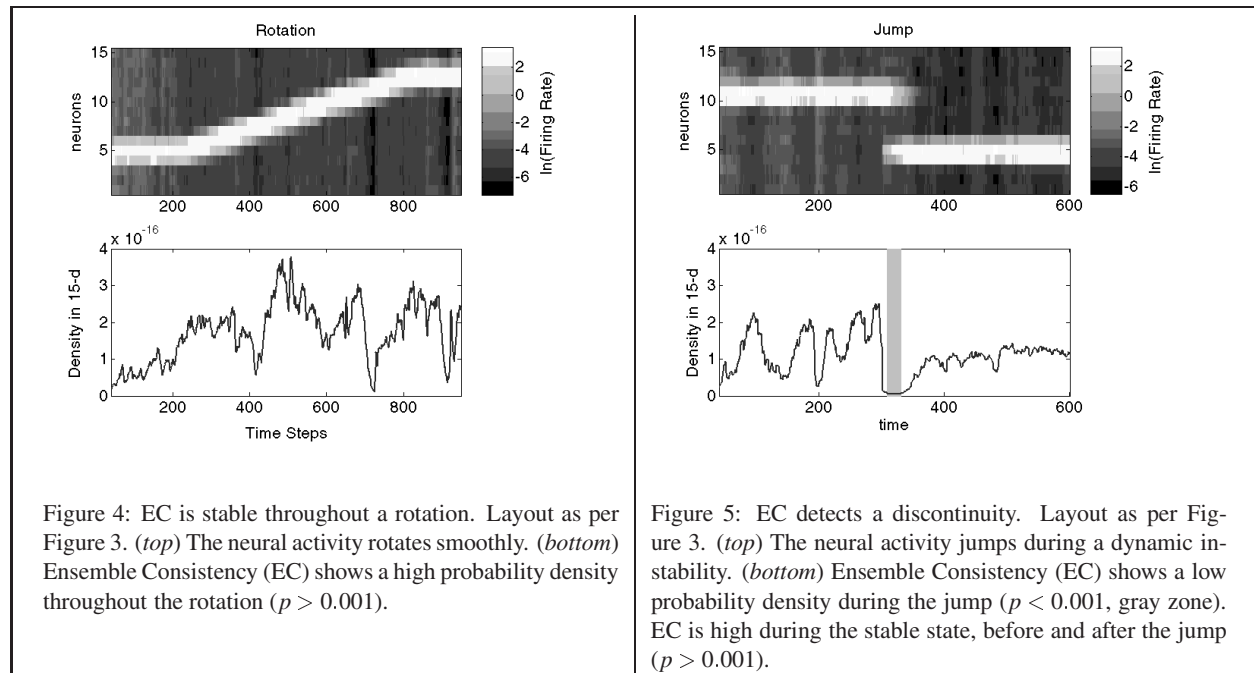 Rotation
15
10
5
neurons
200 400 600 800
2
0
-2
-4
-6
ln(Firing Rate)
x 10⁻¹⁶
4
3
2
1
0
Density in 15-d
200 400 600 800
Time Steps
Figure 4: EC is stable throughout a rotation. Layout as per
Figure 3. (top) The neural activity rotates smoothly. (bottom)
Ensemble Consistency (EC) shows a high probability density
throughout the rotation (p > 0.001).
Jump
15
10
5
neurons
200 400 600
2
0
-2
-4
-6
ln(Firing Rate)
x 10⁻¹⁶
4
3
2
1
0
Density in 15-d
200 400 600
time
Figure 5: EC detects a discontinuity. Layout as per Fig-
ure 3. (top) The neural activity jumps during a dynamic in-
stability. (bottom) Ensemble Consistency (EC) shows a low
probability density during the jump (p < 0.001, gray zone).
EC is high during the stable state, before and after the jump
(p > 0.001).